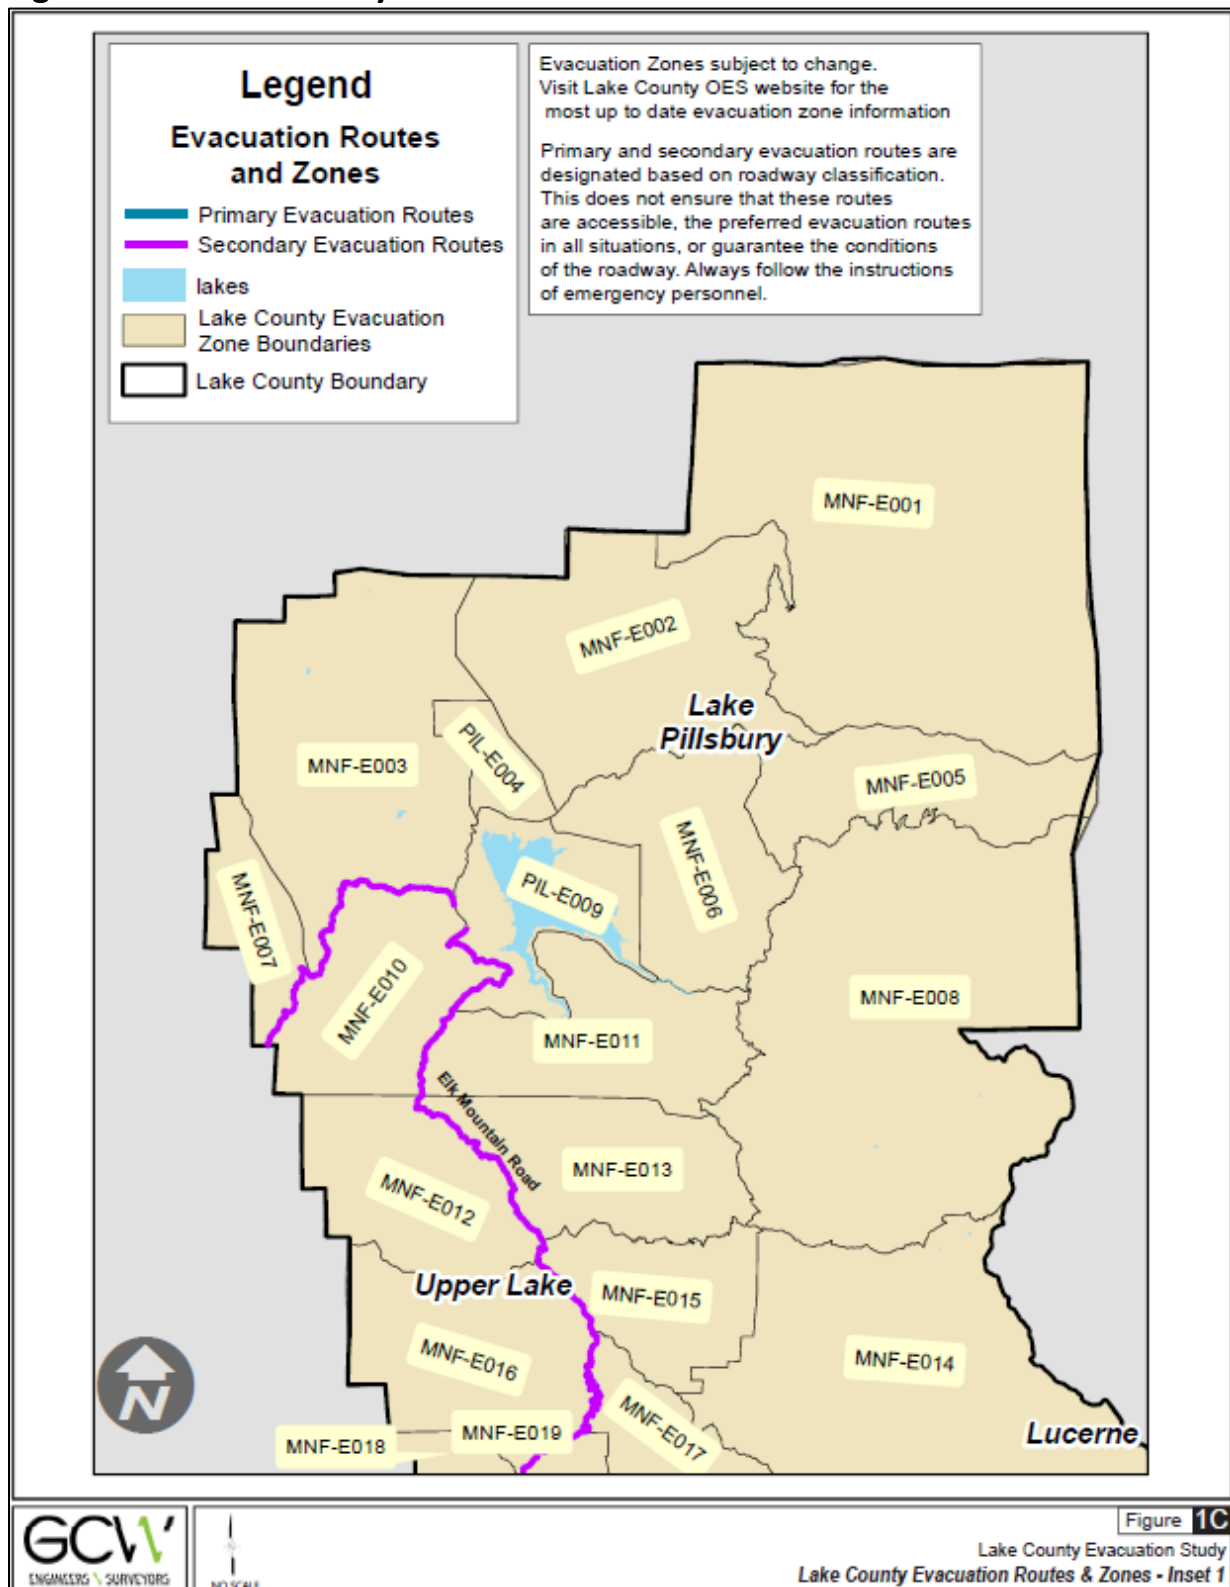 Legend
Evacuation Routes
and Zones
Primary Evacuation Routes
Secondary Evacuation Routes
lakes
Lake County Evacuation
Zone Boundaries
Lake County Boundary
Evacuation Zones subject to change.
Visit Lake County OES website for the
most up to date evacuation zone information
Primary and secondary evacuation routes are
designated based on roadway classification.
This does not ensure that these routes
are accessible, the preferred evacuation routes
in all situations, or guarantee the conditions
of the roadway. Always follow the instructions
of emergency personnel.
MNF-E001
MNF-E002
Lake
Pillsbury
PIL-E004
MNF-E003
MNF-E005
MNF-E006
MNF-E007
PIL-E009
MNF-E010
MNF-E008
MNF-E011
Elk Mountain Road
MNF-E013
MNF-E012
Upper Lake
MNF-E015
MNF-E016
MNF-E014
MNF-E017
MNF-E018
MNF-E019
Lucerne
N
GCW
ENGINEERS \ SURVEYORS
NO SCALE
Figure 1C
Lake County Evacuation Study
Lake County Evacuation Routes & Zones - Inset 1